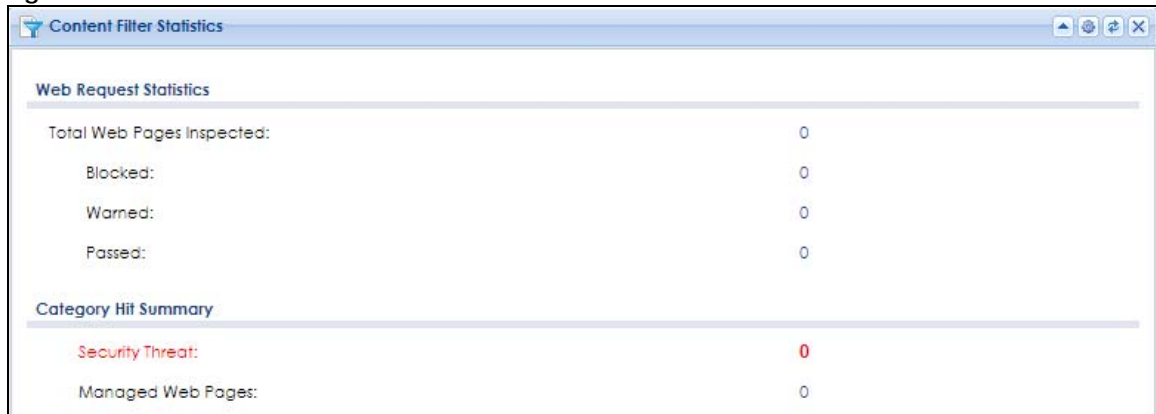 Content Filter Statistics
Web Request Statistics
Total Web Pages Inspected: 0
Blocked: 0
Warned: 0
Passed: 0
Category Hit Summary
Security Threat: 0
Managed Web Pages: 0